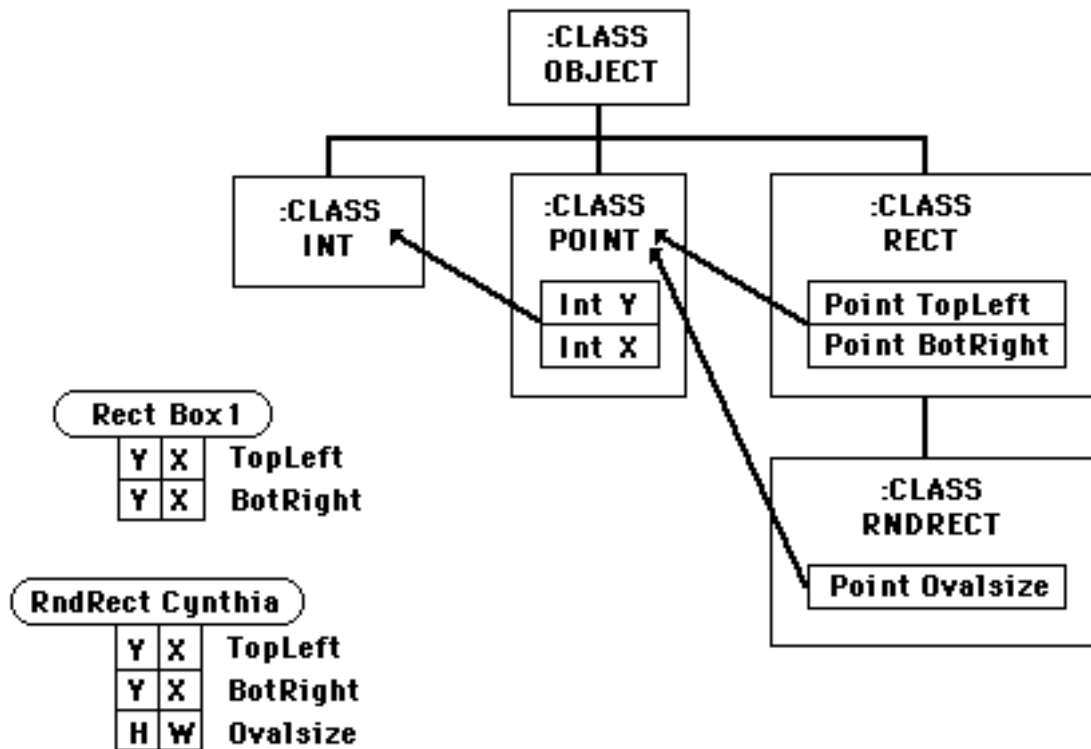 :CLASS
OBJECT
:CLASS
INT
:CLASS
POINT
Int Y
Int X
:CLASS
RECT
Point TopLeft
Point BotRight
:CLASS
RNDRECT
Point Ovalsize
Rect Box1
Y X TopLeft
Y X BotRight
RndRect Cynthia
Y X TopLeft
Y X BotRight
H W Ovalsize